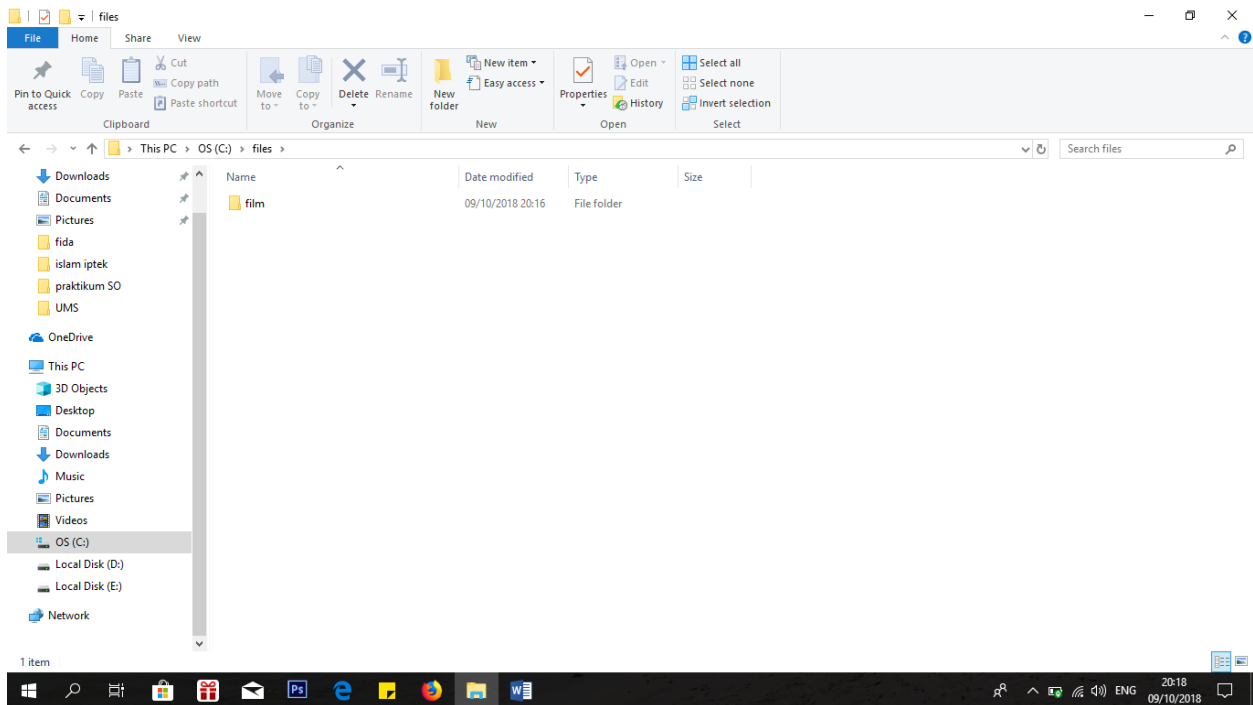 files
File Home Share View
Pin to Quick access
Copy
Paste
Cut
Copy path
Paste shortcut
Clipboard
Move to
Copy to
Delete
Rename
Organize
New folder
New item
Easy access
New
Properties
Open
Edit
History
Open
Select all
Select none
Invert selection
Select
This PC > OS (C:) > files >
Search files
Downloads
Documents
Pictures
fida
islam iptek
praktikum SO
UMS
OneDrive
This PC
3D Objects
Desktop
Documents
Downloads
Music
Pictures
Videos
OS (C:)
Local Disk (D:)
Local Disk (E:)
Network
Name Date modified Type Size
film 09/10/2018 20:16 File folder
1 item
Ps
ENG
20:18
09/10/2018